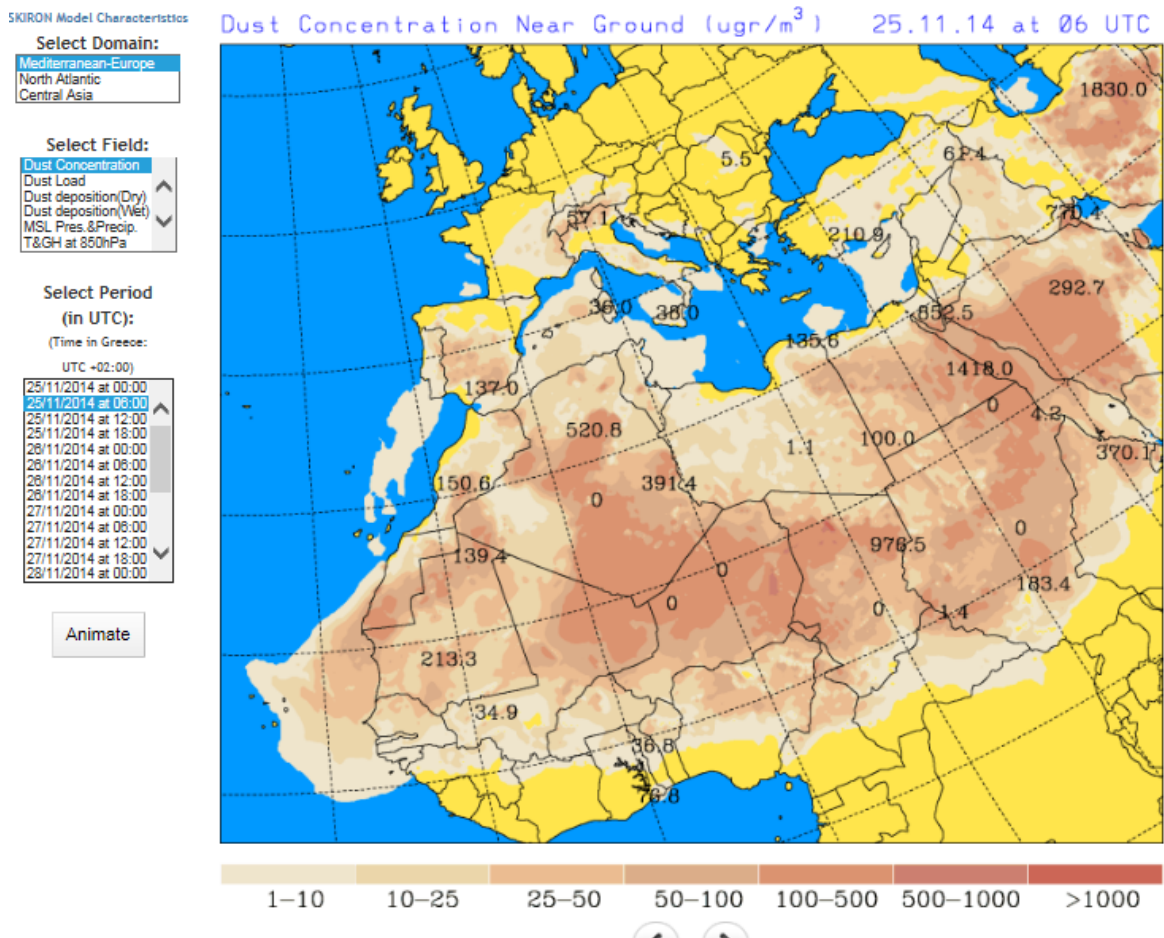 SKIRON Model Characteristics
Select Domain:
Mediterranean-Europe
North Atlantic
Central Asia
Select Field:
Dust Concentration
Dust Load
Dust deposition(Dry)
Dust deposition(Wet)
MSL Pres.&Precip.
T&GH at 850hPa
Select Period
(in UTC):
(Time in Greece:
UTC +02:00)
25/11/2014 at 00:00
25/11/2014 at 06:00
25/11/2014 at 12:00
25/11/2014 at 18:00
26/11/2014 at 00:00
26/11/2014 at 06:00
26/11/2014 at 12:00
26/11/2014 at 18:00
27/11/2014 at 00:00
27/11/2014 at 06:00
27/11/2014 at 12:00
27/11/2014 at 18:00
28/11/2014 at 00:00
Animate
Dust Concentration Near Ground (ugr/m³) 25.11.14 at 06 UTC
1830.0
5.5
61.4
57.1
770.4
210.9
292.7
36.0
38.0
852.5
135.6
1418.0
137.0
0
4.2
520.8
1.1
100.0
370.1
150.6
391.4
0
0
139.4
976.5
0
183.4
0
0
1.4
213.3
34.9
36.8
76.8
1-10
10-25
25-50
50-100
100-500
500-1000
>1000